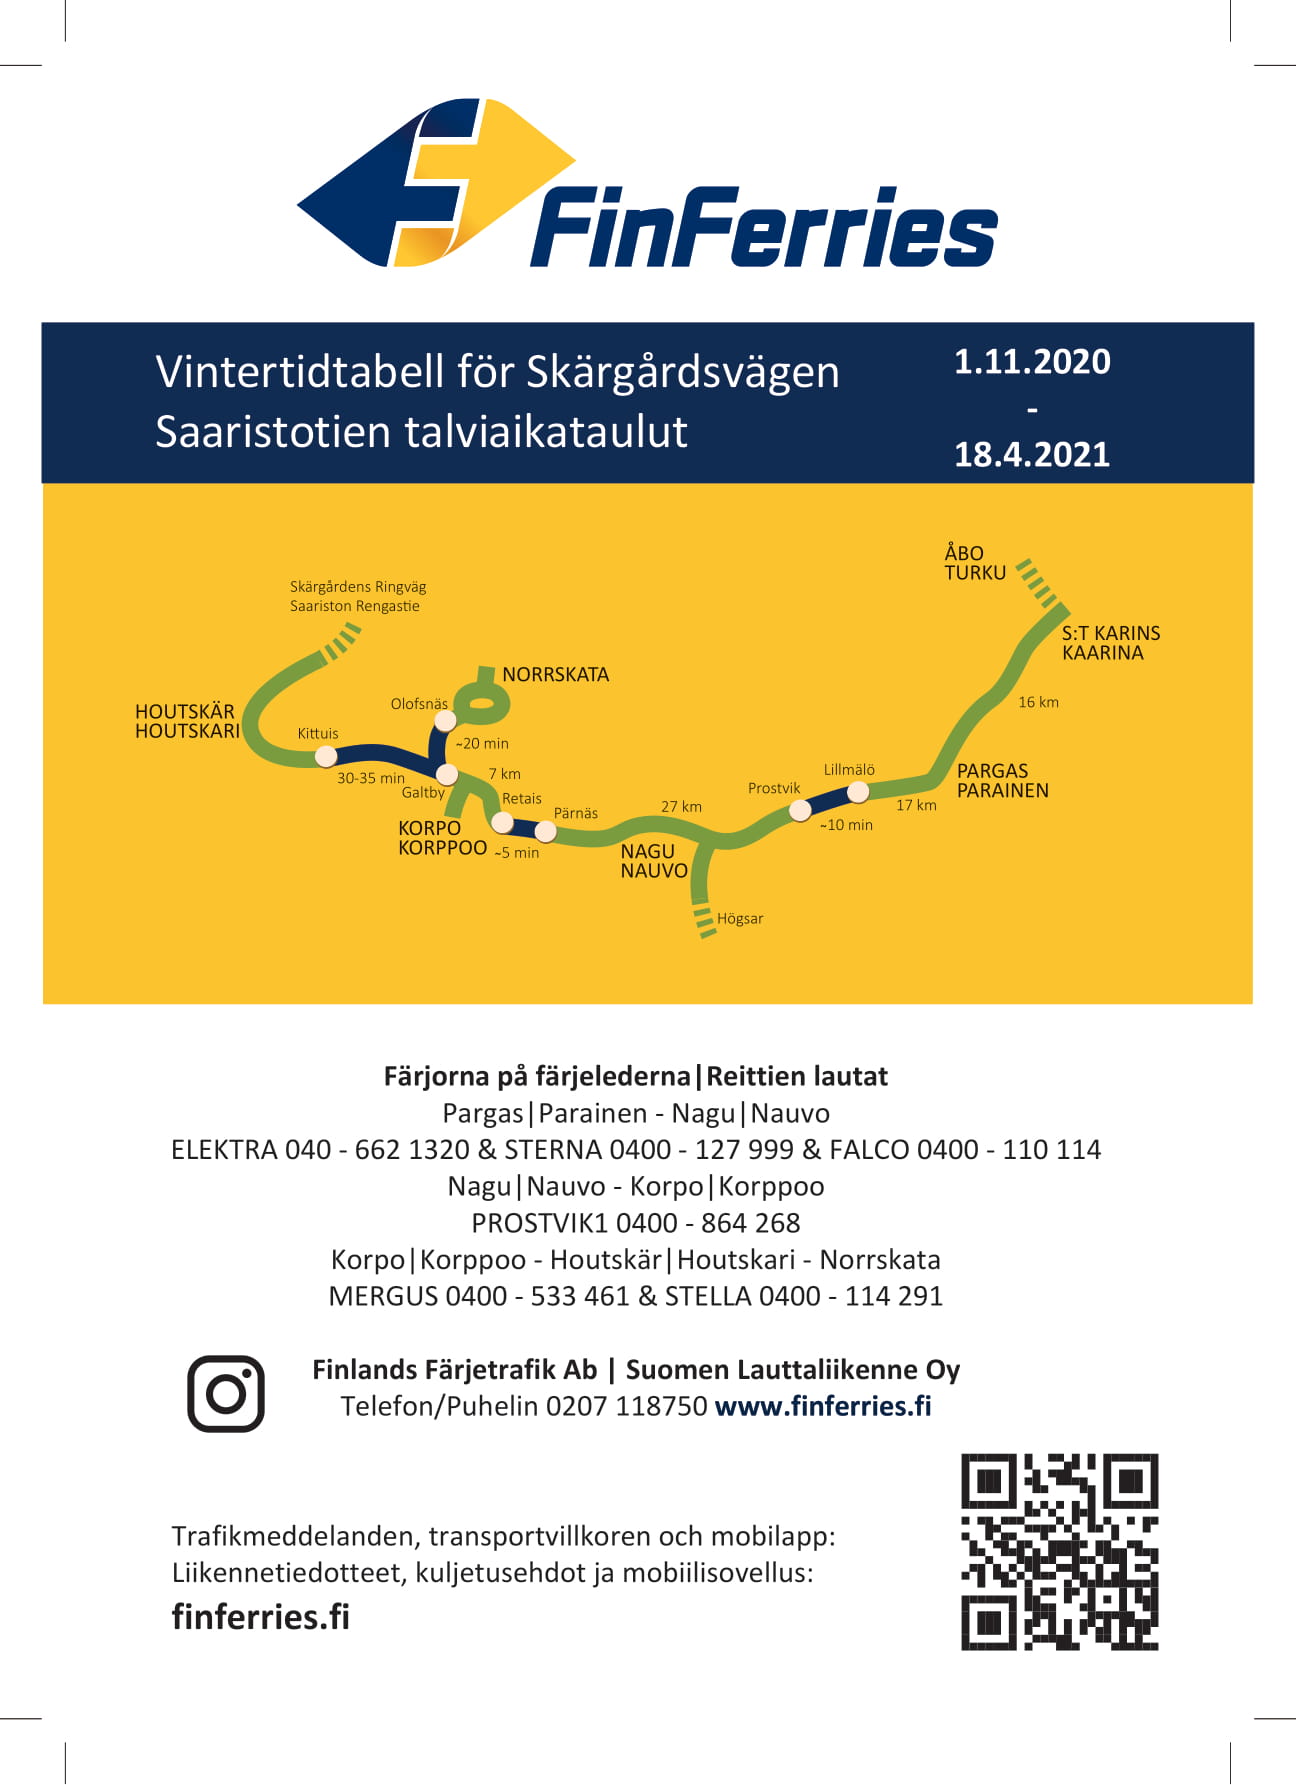 FinFerries
Vintertidtabell för Skärgårdsvägen
Saaristotien talviaikataulut
1.11.2020
-
18.4.2021
ÅBO
TURKU
Skärgårdens Ringväg
Saariston Rengastie
S:T KARINS
KAARINA
NORRSKATA
16 km
Olofsnäs
HOUTSKÄR
HOUTSKARI
Kittuis
~20 min
30-35 min
7 km
Galtby
Retais
Lillmälö
PARGAS
PARAINEN
Prostvik
27 km
17 km
Pärnäs
~10 min
KORPO
KORPPOO
~5 min
NAGU
NAUVO
Högsar
Färjorna på färjelederna|Reittien lautat
Pargas|Parainen - Nagu|Nauvo
ELEKTRA 040 - 662 1320 & STERNA 0400 - 127 999 & FALCO 0400 - 110 114
Nagu|Nauvo - Korpo|Korppoo
PROSTVIK1 0400 - 864 268
Korpo|Korppoo - Houtskär|Houtskari - Norrskata
MERGUS 0400 - 533 461 & STELLA 0400 - 114 291
Finlands Färjetrafik Ab | Suomen Lauttaliikenne Oy
Telefon/Puhelin 0207 118750 www.finferries.fi
Trafikmeddelanden, transportvillkoren och mobilapp:
Liikennetiedotteet, kuljetusehdot ja mobiilisovellus:
finferries.fi